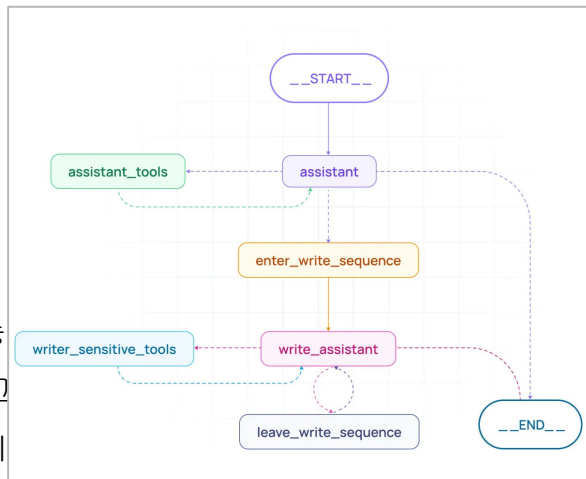 __START__
assistant_tools
assistant
enter_write_sequence
writer_sensitive_tools
write_assistant
leave_write_sequence
__END__